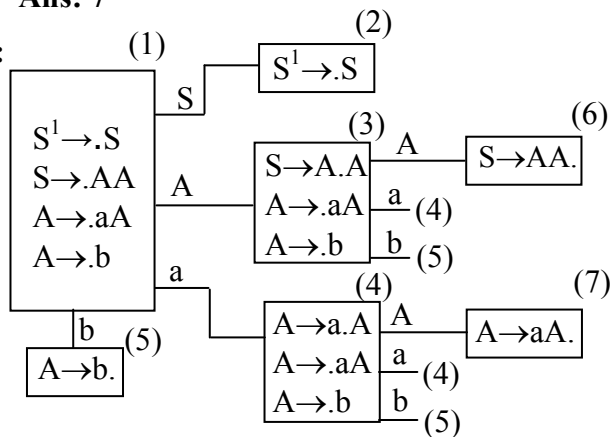 Ans: 7
:
(1)
S¹→.S
S→.AA
A→.aA
A→.b
S
(2)
S¹→.S
A
(3)
S→A.A
A→.aA
A→.b
A
(6)
S→AA.
a (4)
b (5)
a
(4)
A→a.A
A→.aA
A→.b
A
(7)
A→aA.
a (4)
b (5)
b
(5)
A→b.